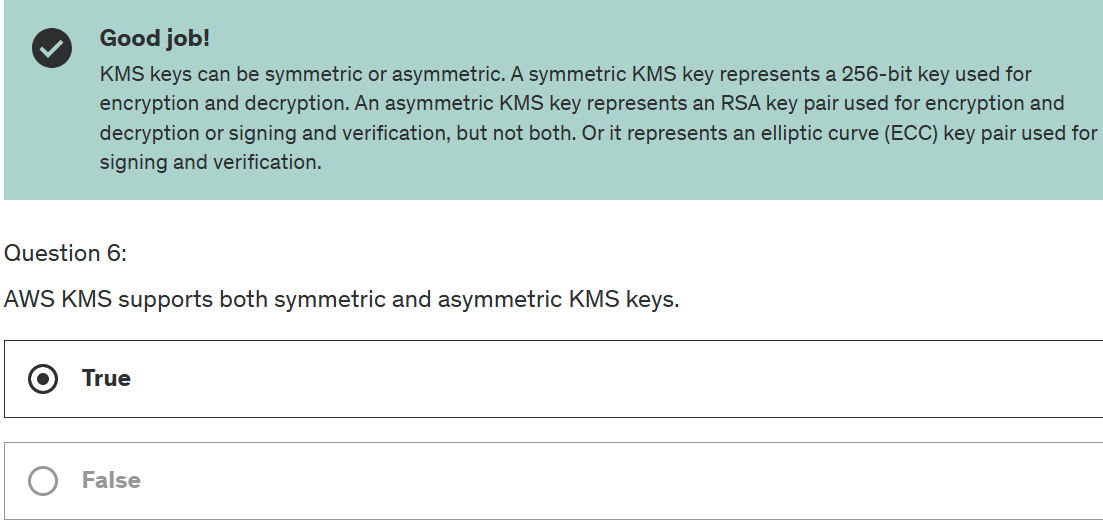 Good job!
KMS keys can be symmetric or asymmetric. A symmetric KMS key represents a 256-bit key used for
encryption and decryption. An asymmetric KMS key represents an RSA key pair used for encryption and
decryption or signing and verification, but not both. Or it represents an elliptic curve (ECC) key pair used for
signing and verification.
Question 6:
AWS KMS supports both symmetric and asymmetric KMS keys.
True
False